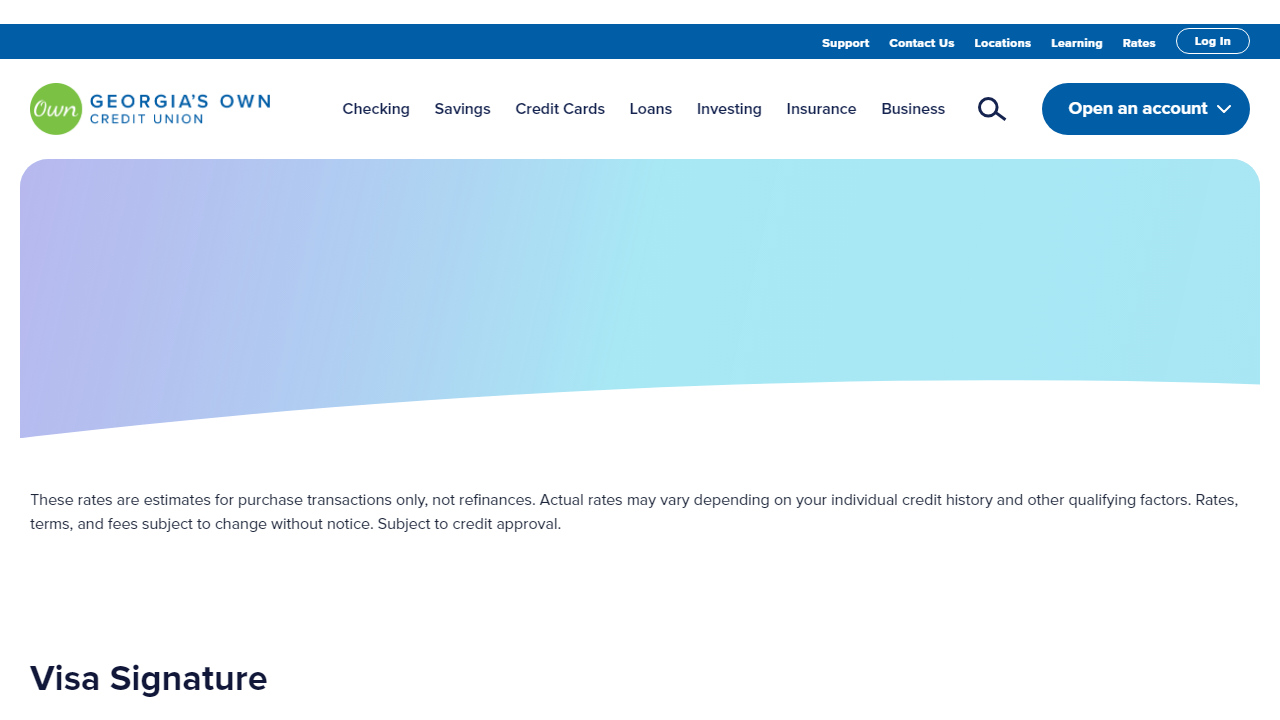 Support Contact Us Locations Learning Rates Log In
Own GEORGIA'S OWN
CREDIT UNION
Checking Savings Credit Cards Loans Investing Insurance Business Open an account
These rates are estimates for purchase transactions only, not refinances. Actual rates may vary depending on your individual credit history and other qualifying factors. Rates,
terms, and fees subject to change without notice. Subject to credit approval.
Visa Signature